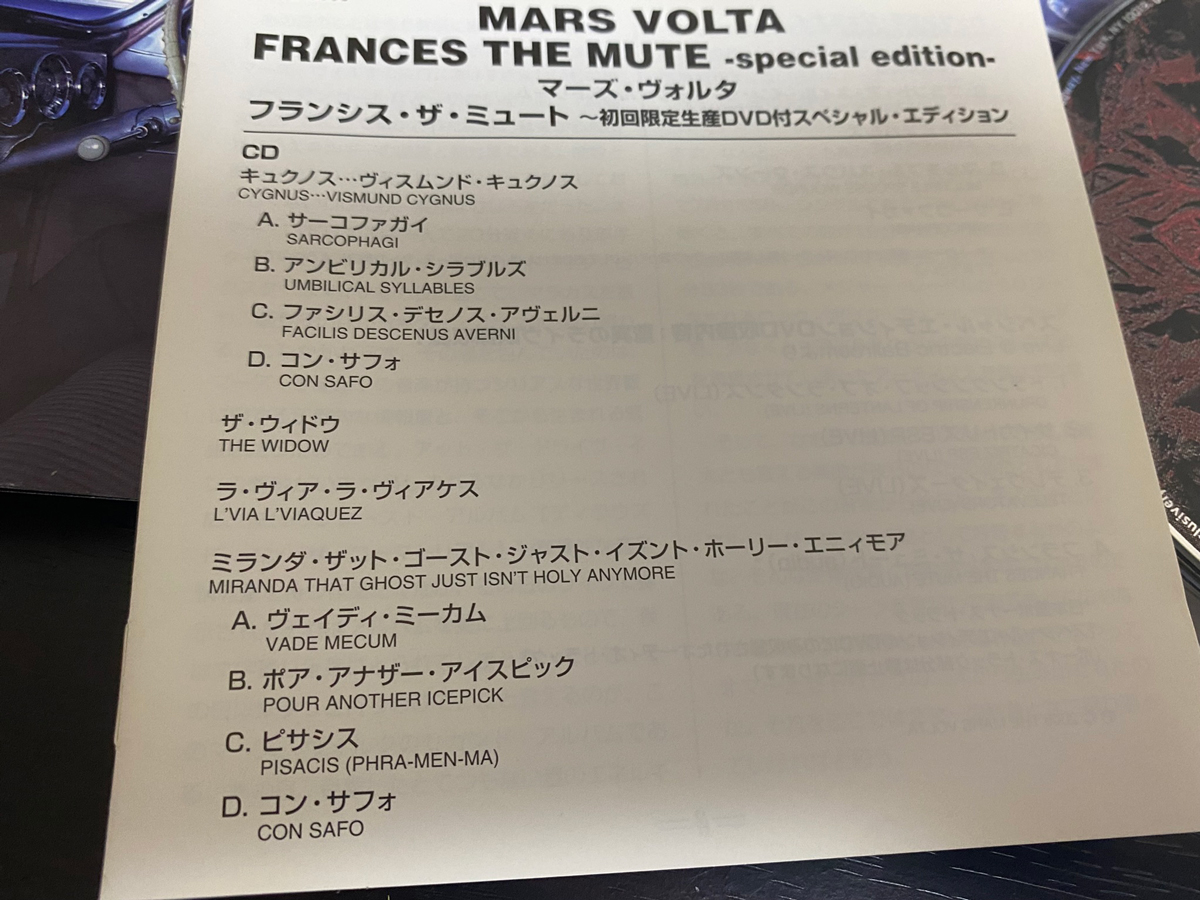 MARS VOLTA
FRANCES THE MUTE -special edition-
マーズ・ヴォルタ
フランシス・ザ・ミュート ~初回限定生産DVD付スペシャル・エディション
CD
キュクノス…ヴィスムンド・キュクノス
CYGNUS…VISMUND CYGNUS
A. サーコファガイ
SARCOPHAGI
B. アンビリカル・シラブルズ
UMBILICAL SYLLABLES
C. ファシリス・デセノス・アヴェルニ
FACILIS DESCENUS AVERNI
D. コン・サフォ
CON SAFO
ザ・ウィドウ
THE WIDOW
ラ・ヴィア・ラ・ヴィアケス
L'VIA L'VIAQUEZ
ミランダ・ザット・ゴースト・ジャスト・イズント・ホーリー・エニィモア
MIRANDA THAT GHOST JUST ISN'T HOLY ANYMORE
A. ヴェイディ・ミーカム
VADE MECUM
B. ポア・アナザー・アイスピック
POUR ANOTHER ICEPICK
C. ピサシス
PISACIS (PHRA-MEN-MA)
D. コン・サフォ
CON SAFO